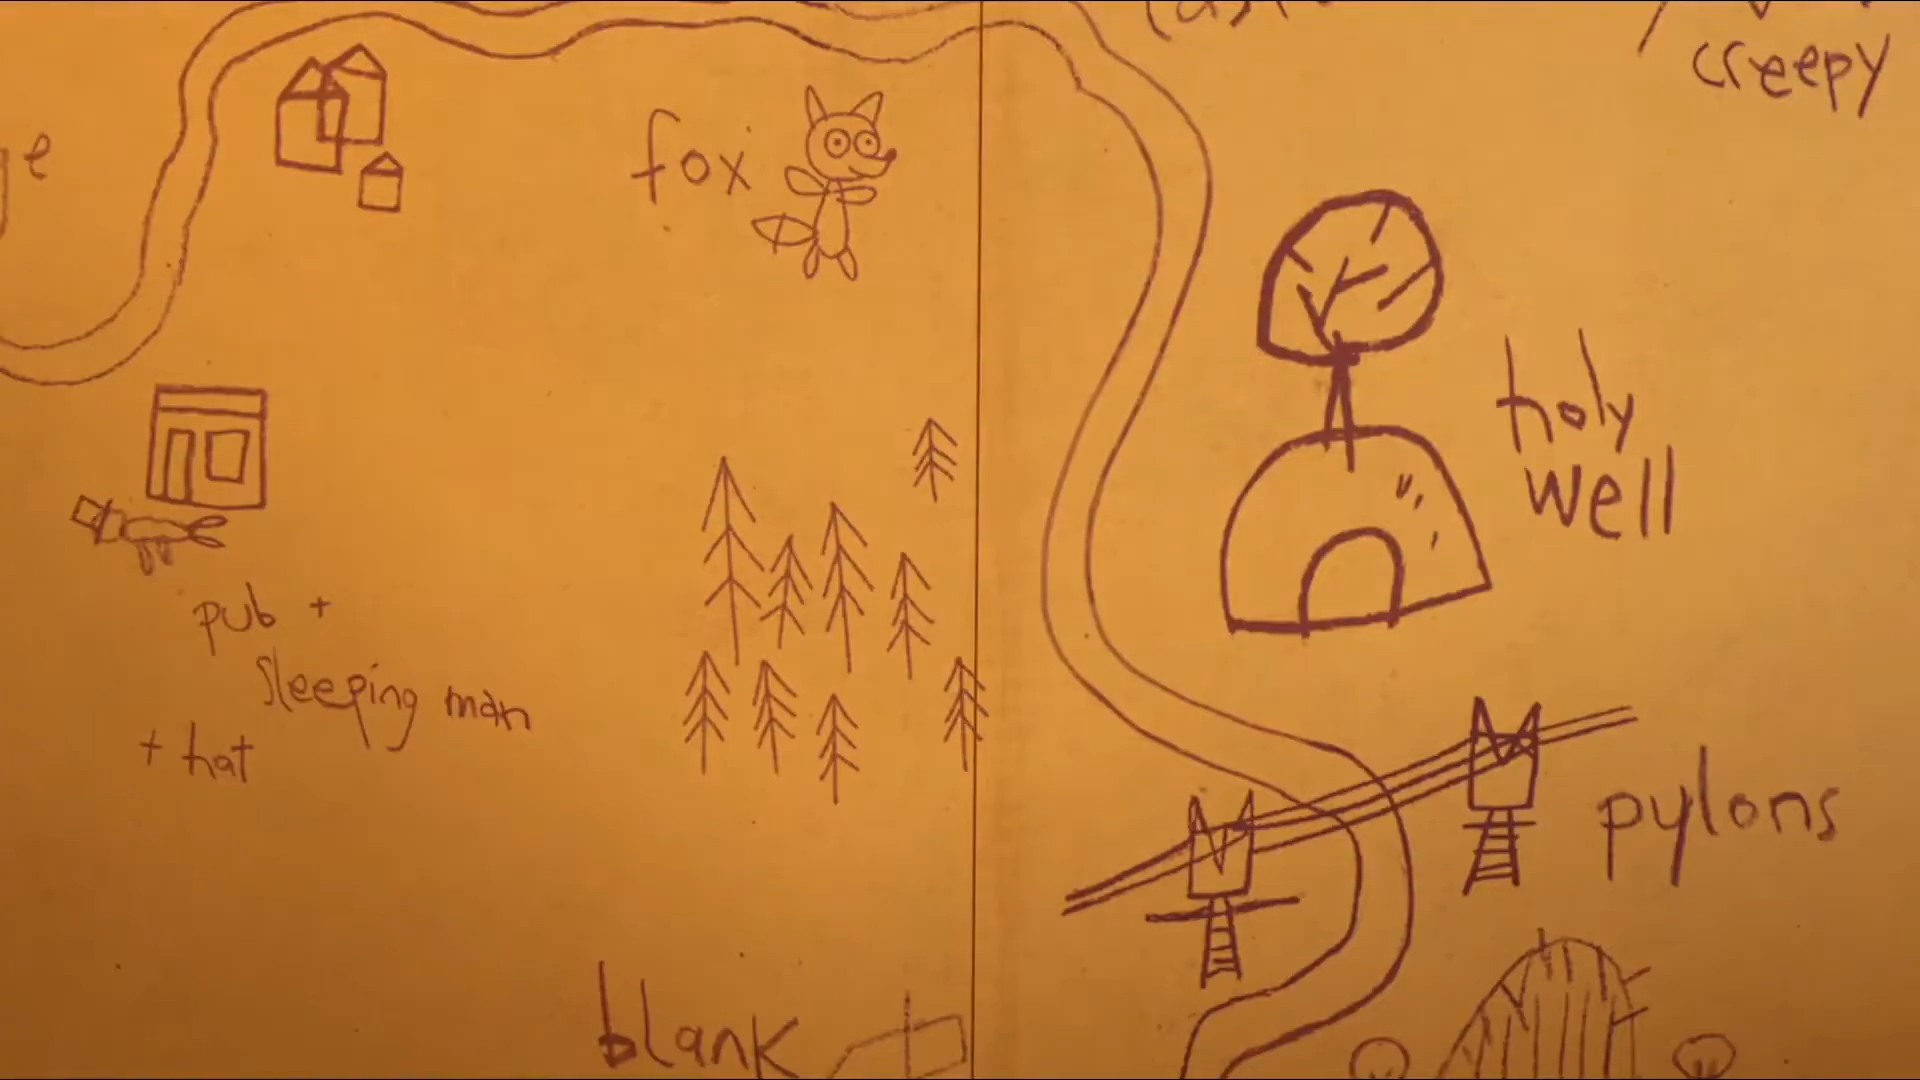 creepy
fox
holy
well
pub +
sleeping man
+ hat
pylons
blank